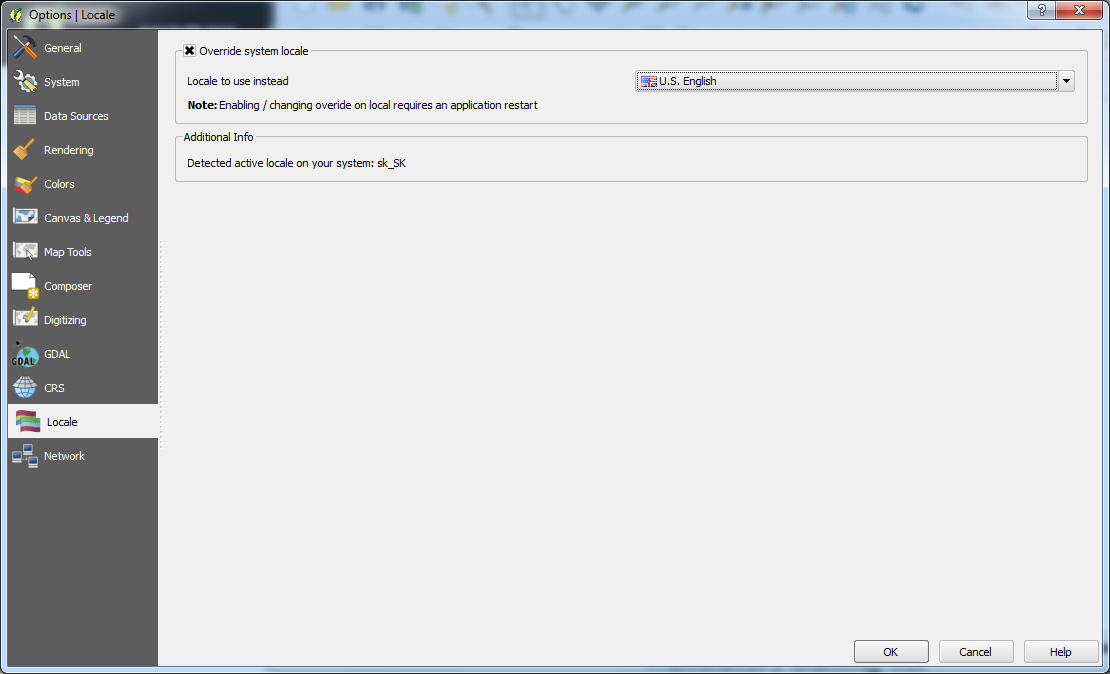 Options | Locale
General
System
Data Sources
Rendering
Colors
Canvas & Legend
Map Tools
Composer
Digitizing
GDAL
GDAL
CRS
Locale
Network
Override system locale
Locale to use instead
U.S. English
Note: Enabling / changing overide on local requires an application restart
Additional Info
Detected active locale on your system: sk_SK
OK
Cancel
Help